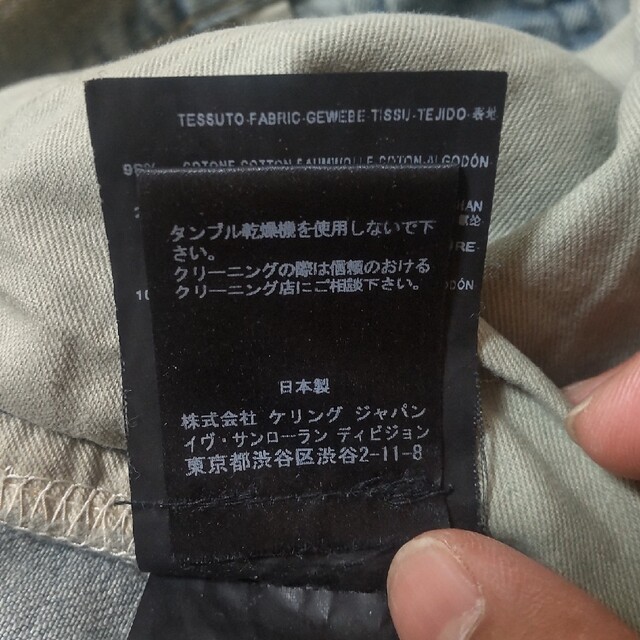 TESSUTO-FABRIC-GEWEBE-TISSU-TEJIDO-表地
COTONE COTTON BAUMWOLLE COTON ALGODÓN
タンブル乾燥機を使用しないで下
さい。
クリーニングの際は信頼のおける
クリーニング店にご相談下さい。
日本製
株式会社 ケリング ジャパン
イヴ・サンローラン ディビジョン
東京都渋谷区渋谷2-11-8